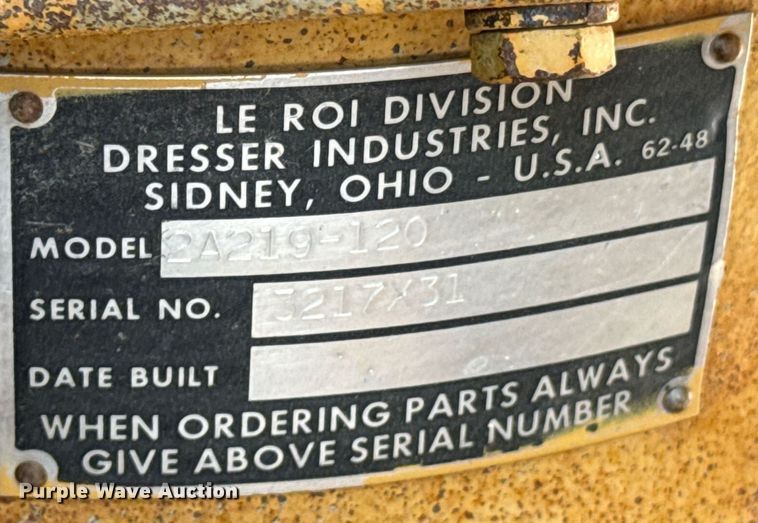 LE ROI DIVISION
DRESSER INDUSTRIES, INC.
SIDNEY, OHIO - U.S.A. 62-48
MODEL 2A219-120
SERIAL NO. 3217X31
DATE BUILT
WHEN ORDERING PARTS ALWAYS
GIVE ABOVE SERIAL NUMBER
Purple Wave Auction